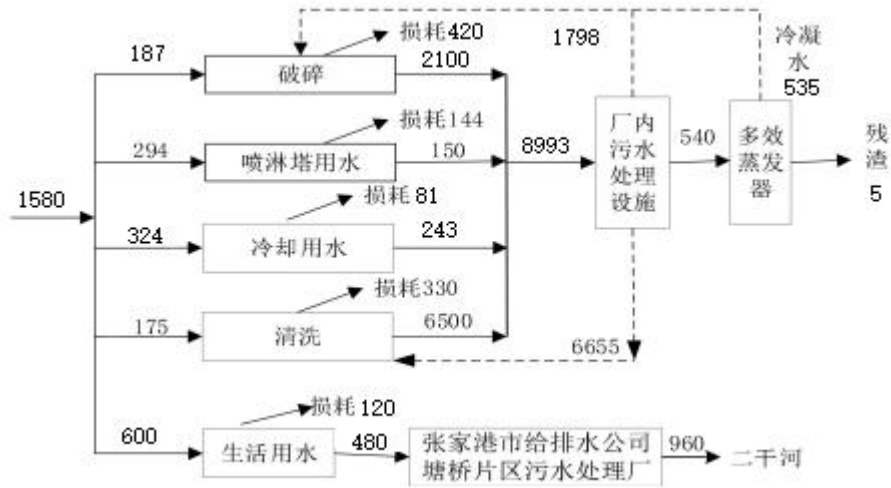 损耗420
1798
冷凝水
535
187
破碎
2100
损耗144
294
喷淋塔用水
150
8993
厂内污水处理设施
540
多效蒸发器
残渣
5
1580
损耗81
324
冷却用水
243
损耗330
175
清洗
6500
6655
损耗120
600
生活用水
480
张家港市给排水公司
塘桥片区污水处理厂
960
二干河